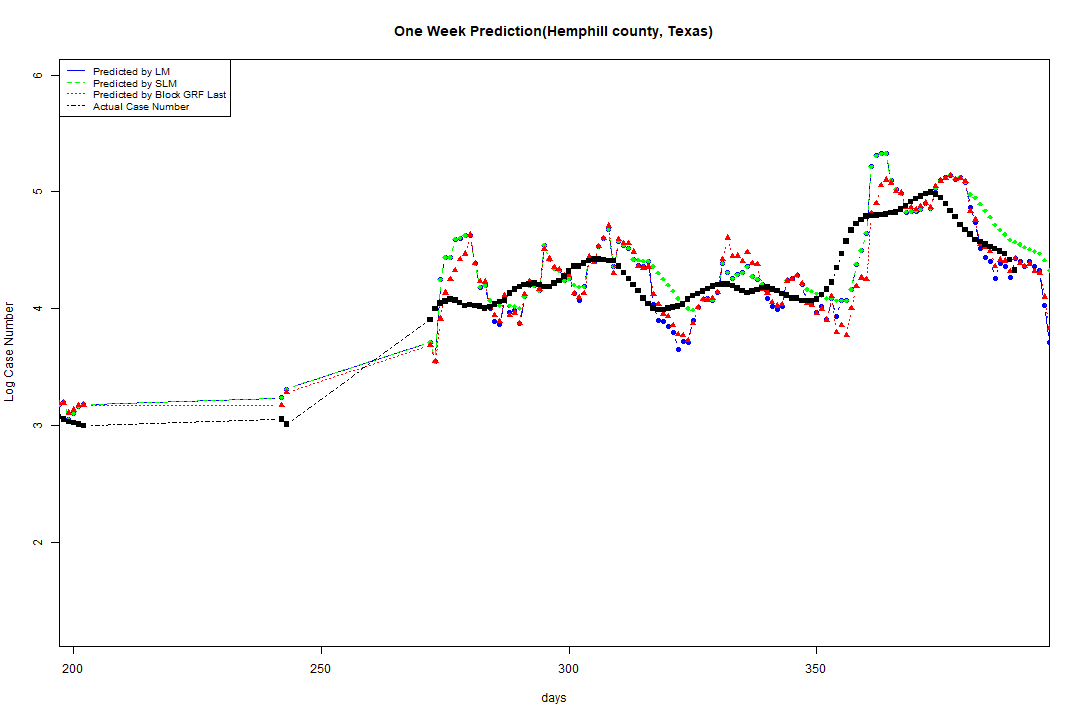 One Week Prediction(Hemphill county, Texas)
Predicted by LM
Predicted by SLM
Predicted by Block GRF Last
Actual Case Number
6
5
4
3
2
Log Case Number
200 250 300 350
days